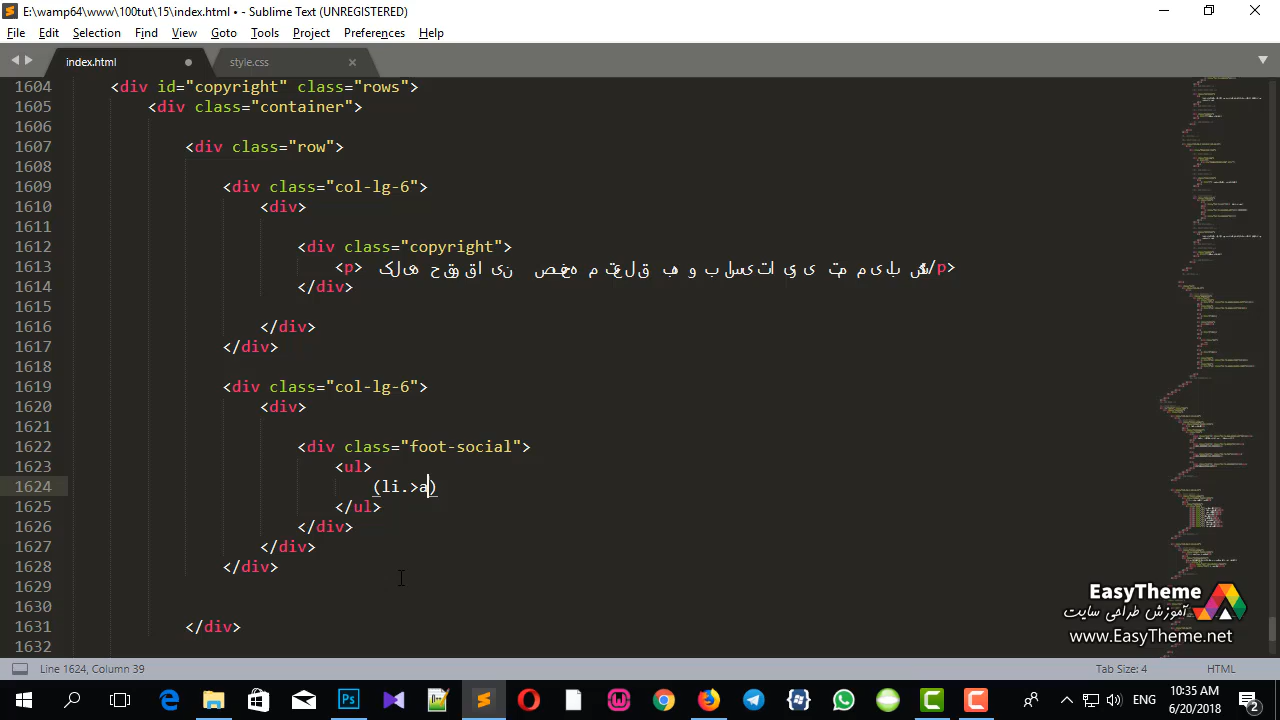 E:\wamp64\www\100tut\15\index.html • - Sublime Text (UNREGISTERED)
File Edit Selection Find View Goto Tools Project Preferences Help
index.html
style.css
1604 <div id="copyright" class="rows">
1605 <div class="container">
1606
1607 <div class="row">
1608
1609 <div class="col-lg-6">
1610 <div>
1611
1612 <div class="copyright">
1613 <p> /p>
1614 </div>
1615
1616 </div>
1617 </div>
1618
1619 <div class="col-lg-6">
1620 <div>
1621
1622 <div class="foot-social">
1623 <ul>
1624 (li.>a)
1625 </ul>
1626 </div>
1627 </div>
1628 </div>
1629
1630
1631 </div>
1632
EasyTheme
آموزش طراحی سایت
www.EasyTheme.net
Line 1624, Column 39
Tab Size: 4
HTML
ENG
10:35 AM
6/20/2018
2